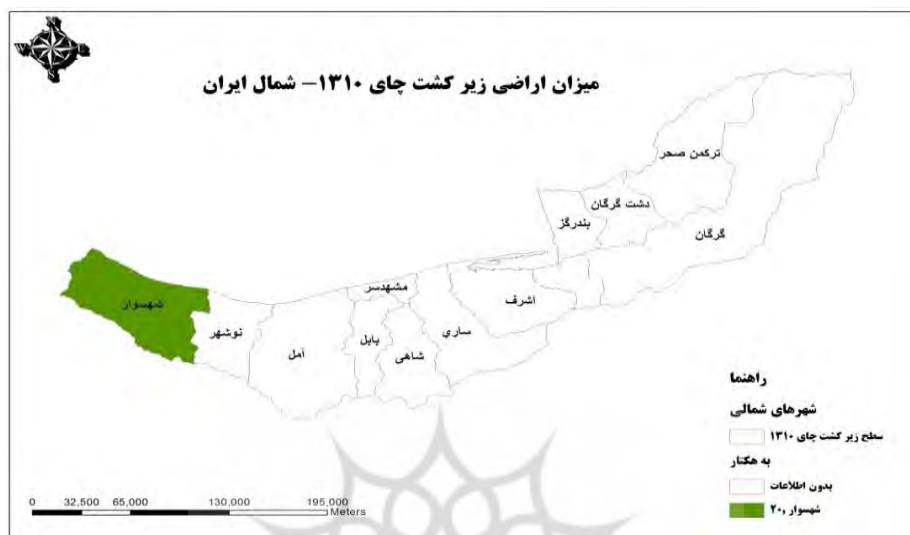 میزان اراضی زیر کشت چای ۱۳۱۰- شمال ایران
ترکمن صحر
دشت گرگان
بندرگز
گرگان
مشهدسر
اشرف
شهسوار
نوشهر
آمل
بابل
شاهی
ساری
راهنما
شهرهای شمالی
سطح زیر کشت چای ۱۳۱۰
به هکتار
بدون اطلاعات
شهسوار ,۲۰
0 32,500 65,000 130,000 195,000
Meters